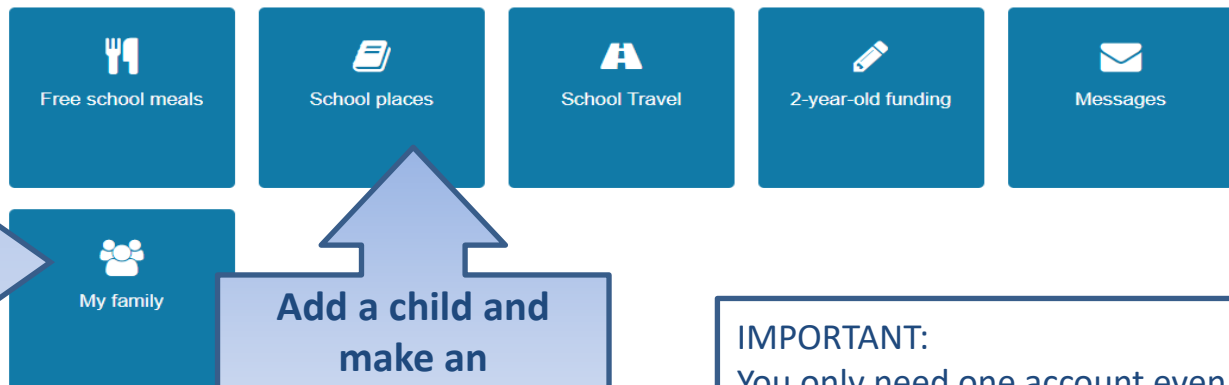 Free school meals
School places
School Travel
2-year-old funding
Messages
My family
Add a child and
make an
IMPORTANT:
You only need one account even